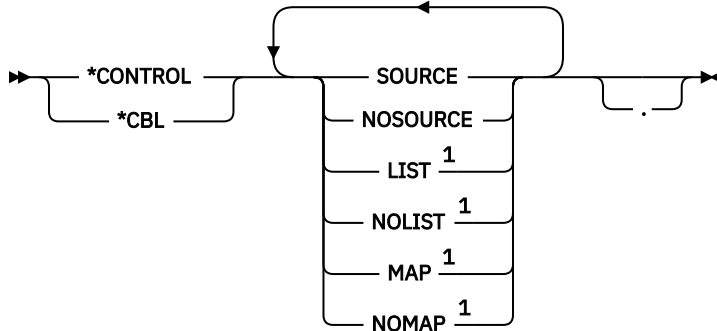 *CONTROL
*CBL
SOURCE
NOSOURCE
LIST 1
NOLIST 1
MAP 1
NOMAP 1
.